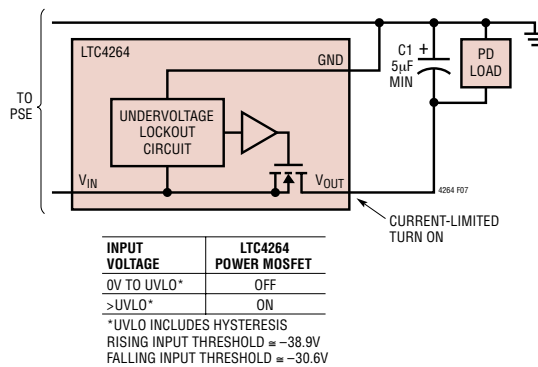 LTC4264
GND
C1
5µF
MIN
+
PD
LOAD
TO
PSE
UNDERVOLTAGE
LOCKOUT
CIRCUIT
VIN
VOUT
4264 F07
CURRENT-LIMITED
TURN ON
INPUT VOLTAGE | LTC4264 POWER MOSFET
0V TO UVLO* | OFF
>UVLO* | ON
*UVLO INCLUDES HYSTERESIS
RISING INPUT THRESHOLD ≅ –38.9V
FALLING INPUT THRESHOLD ≅ –30.6V